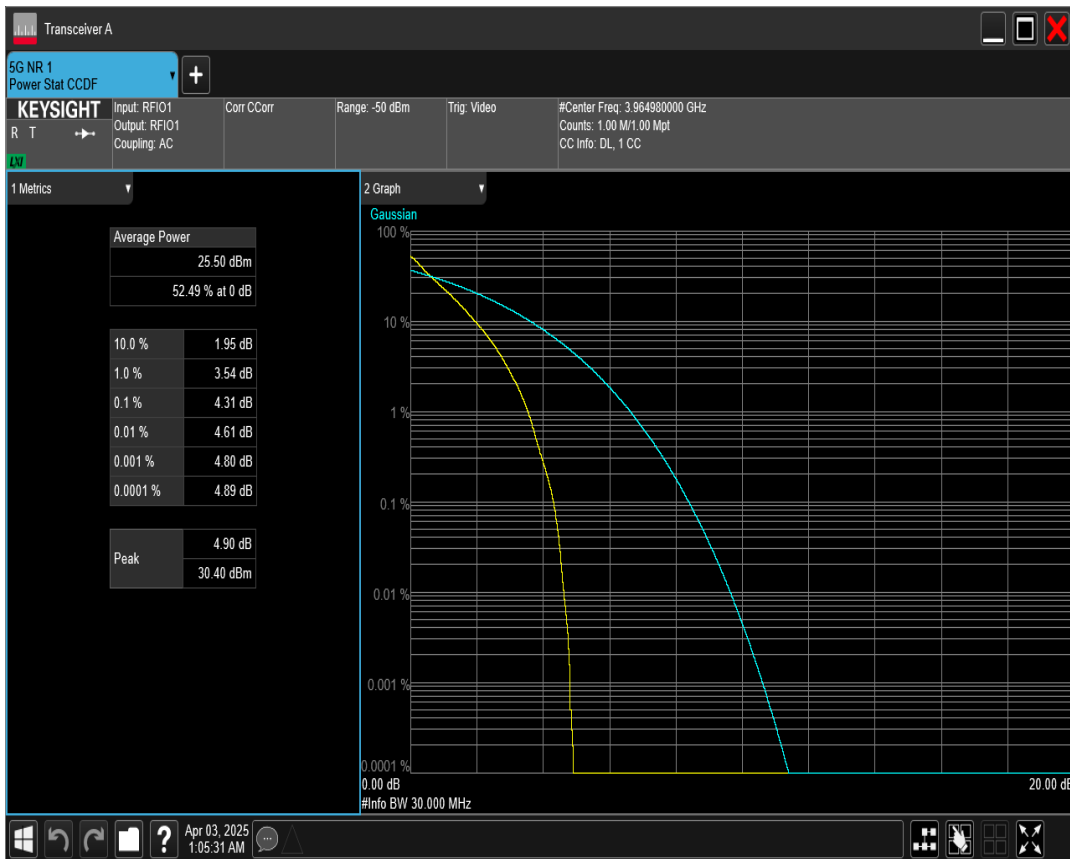 Transceiver A
5G NR 1
Power Stat CCDF
+
KEYSIGHT
R T
LXI
Input: RFIO1
Output: RFIO1
Coupling: AC
Corr CCorr
Range: -50 dBm
Trig: Video
#Center Freq: 3.964980000 GHz
Counts: 1.00 M/1.00 Mpt
CC Info: DL, 1 CC
1 Metrics
Average Power
25.50 dBm
52.49 % at 0 dB
10.0 % 1.95 dB
1.0 % 3.54 dB
0.1 % 4.31 dB
0.01 % 4.61 dB
0.001 % 4.80 dB
0.0001 % 4.89 dB
Peak
4.90 dB
30.40 dBm
2 Graph
Gaussian
100 %
10 %
1 %
0.1 %
0.01 %
0.001 %
0.0001 %
0.00 dB
20.00 dB
#Info BW 30.000 MHz
?
Apr 03, 2025
1:05:31 AM